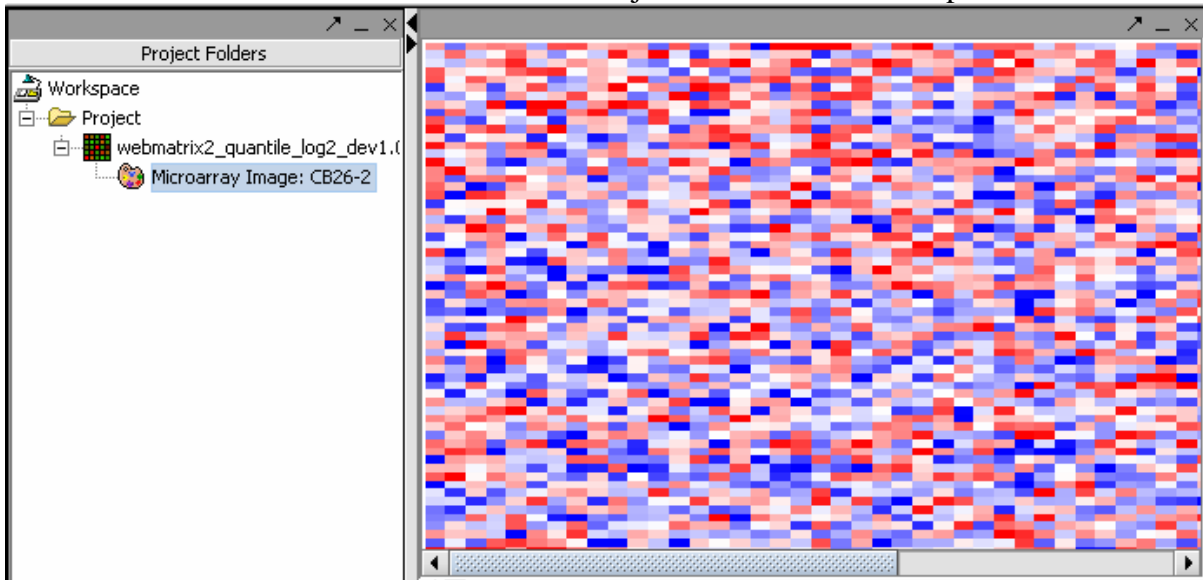 Project Folders
Workspace
Project
webmatrix2_quantile_log2_dev1.(
Microarray Image: CB26-2